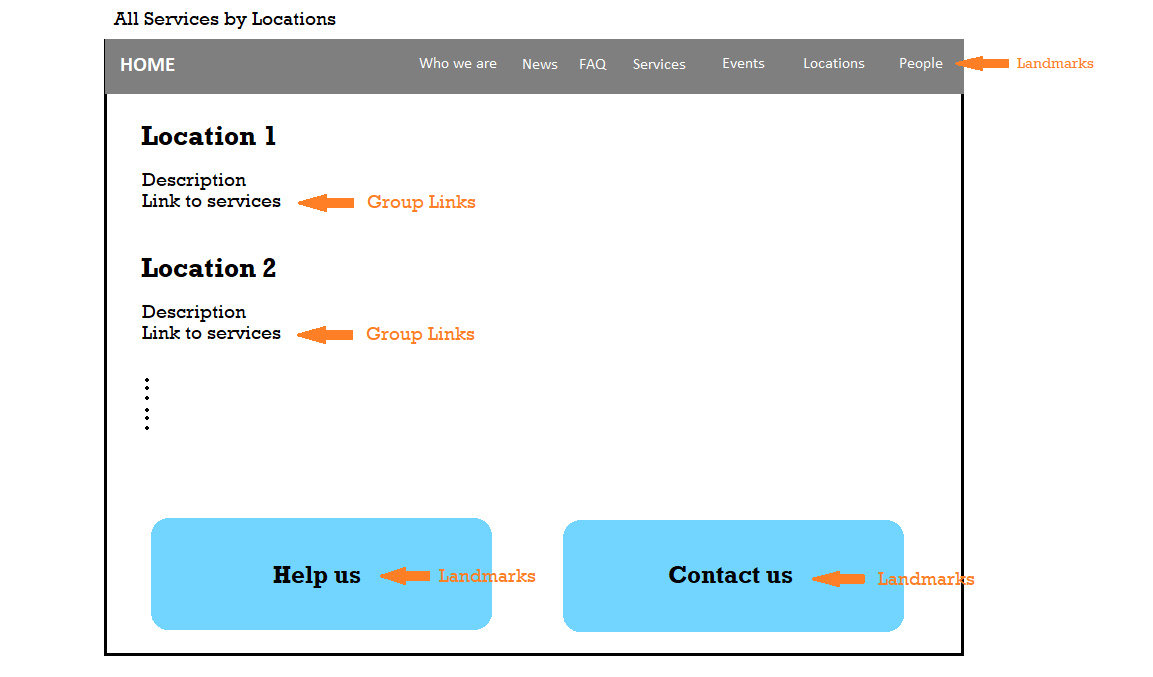 All Services by Locations
HOME Who we are News FAQ Services Events Locations People Landmarks
Location 1
Description
Link to services Group Links
Location 2
Description
Link to services Group Links
Help us Landmarks Contact us Landmarks